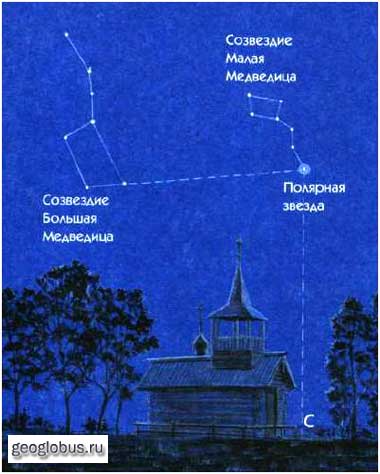 Созвездие
Малая
Медведица
Полярная
звезда
Созвездие
Большая
Медведица
С
geoglobus.ru